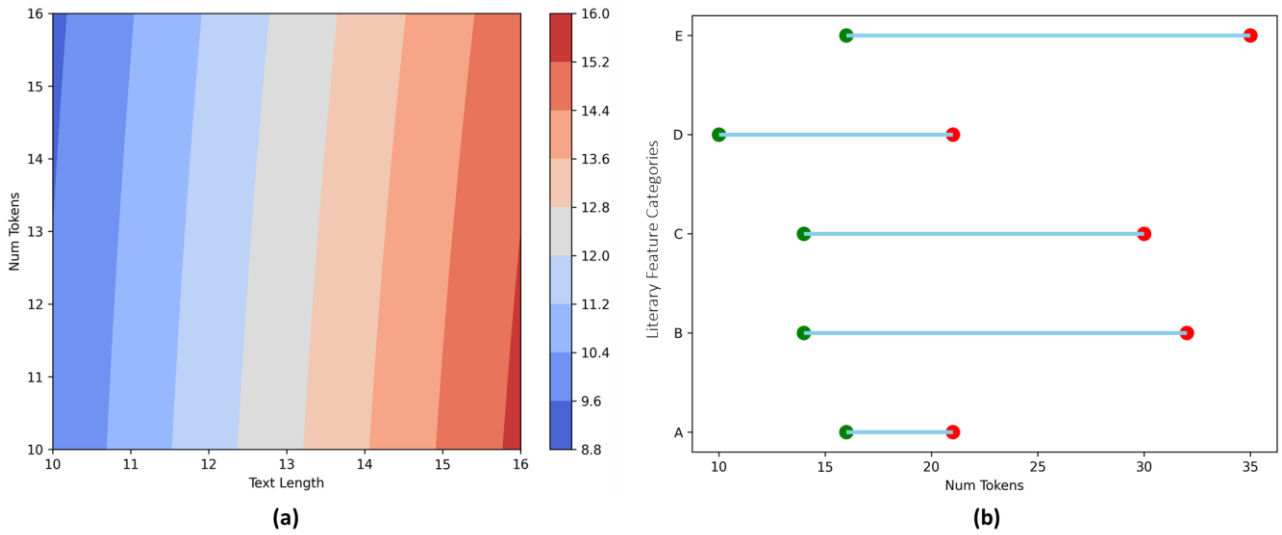 16
15
14
13
12
11
10
Num Tokens
10 11 12 13 14 15 16
Text Length
16.0
15.2
14.4
13.6
12.8
12.0
11.2
10.4
9.6
8.8
(a)
E
D
C
B
A
Literary Feature Categories
10 15 20 25 30 35
Num Tokens
(b)